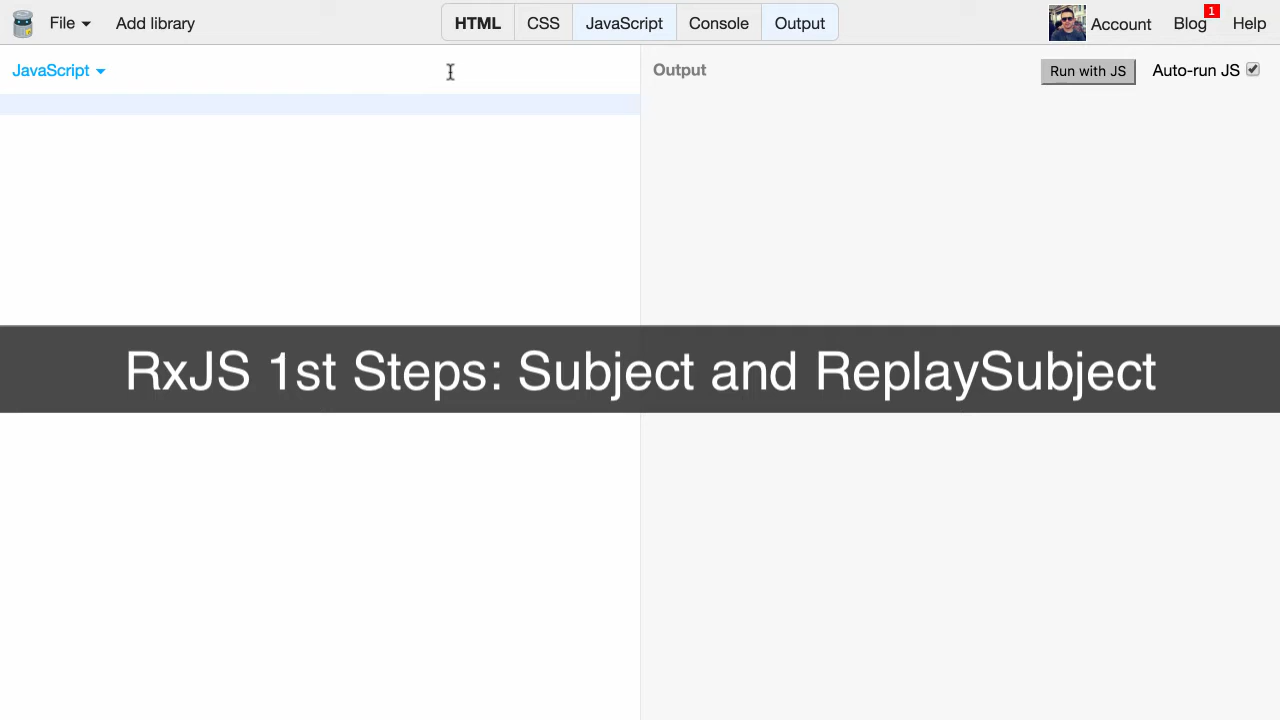 File Add library HTML CSS JavaScript Console Output Account Blog 1 Help
JavaScript Output Run with JS Auto-run JS
RxJS 1st Steps: Subject and ReplaySubject